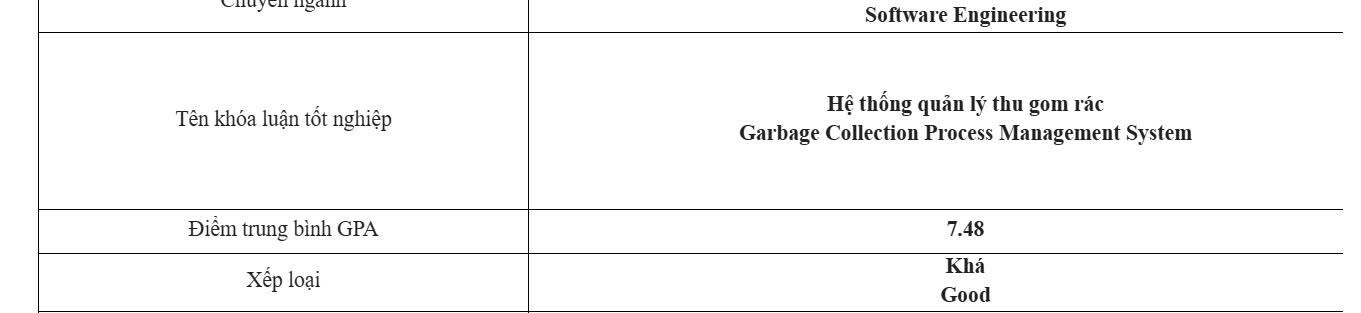 Chuyên ngành
Software Engineering
Tên khóa luận tốt nghiệp
Hệ thống quản lý thu gom rác
Garbage Collection Process Management System
Điểm trung bình GPA
7.48
Xếp loại
Khá
Good